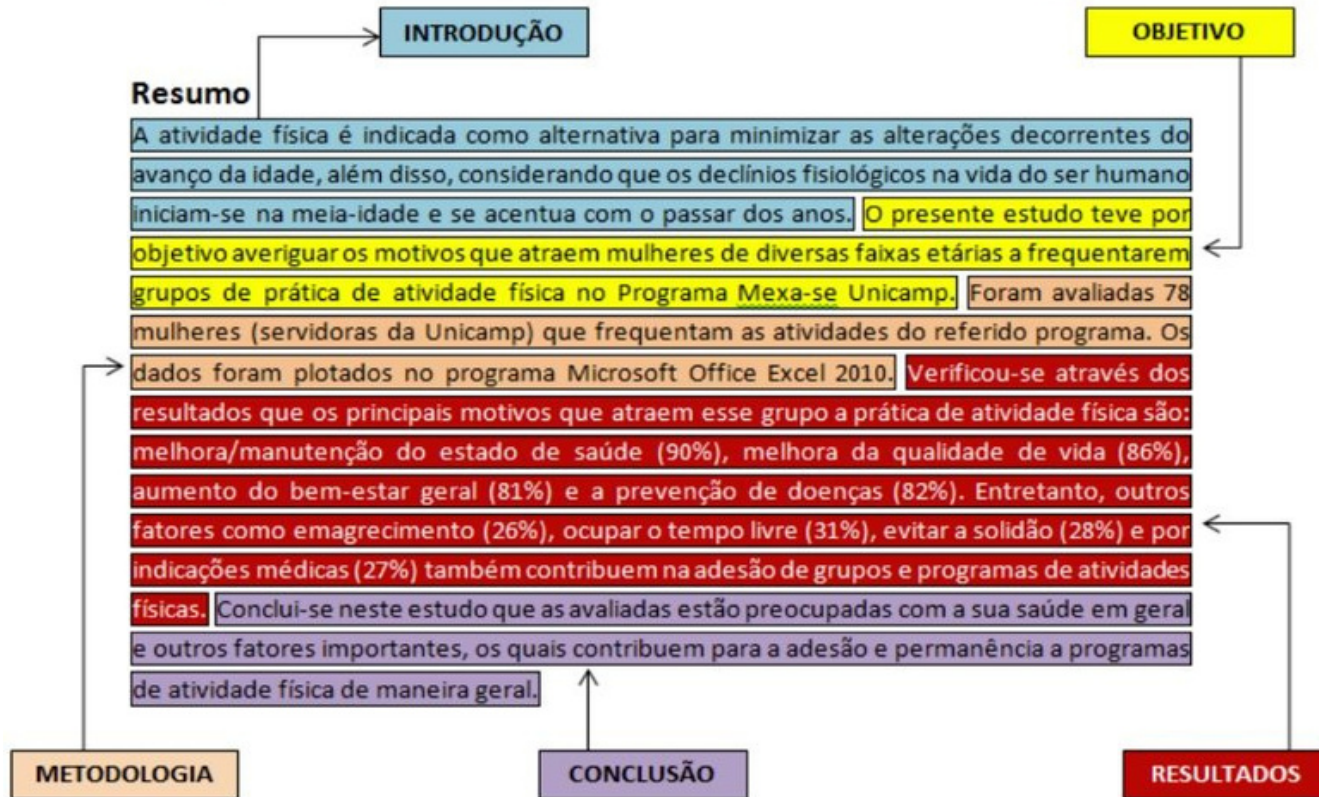 INTRODUÇÃO
OBJETIVO
Resumo
A atividade física é indicada como alternativa para minimizar as alterações decorrentes do
avanço da idade, além disso, considerando que os declínios fisiológicos na vida do ser humano
iniciam-se na meia-idade e se acentua com o passar dos anos. O presente estudo teve por
objetivo averiguar os motivos que atraem mulheres de diversas faixas etárias a frequentarem
grupos de prática de atividade física no Programa Mexa-se Unicamp. Foram avaliadas 78
mulheres (servidoras da Unicamp) que frequentam as atividades do referido programa. Os
dados foram plotados no programa Microsoft Office Excel 2010. Verificou-se através dos
resultados que os principais motivos que atraem esse grupo a prática de atividade física são:
melhora/manutenção do estado de saúde (90%), melhora da qualidade de vida (86%),
aumento do bem-estar geral (81%) e a prevenção de doenças (82%). Entretanto, outros
fatores como emagrecimento (26%), ocupar o tempo livre (31%), evitar a solidão (28%) e por
indicações médicas (27%) também contribuem na adesão de grupos e programas de atividades
físicas. Conclui-se neste estudo que as avaliadas estão preocupadas com a sua saúde em geral
e outros fatores importantes, os quais contribuem para a adesão e permanência a programas
de atividade física de maneira geral.
METODOLOGIA
CONCLUSÃO
RESULTADOS